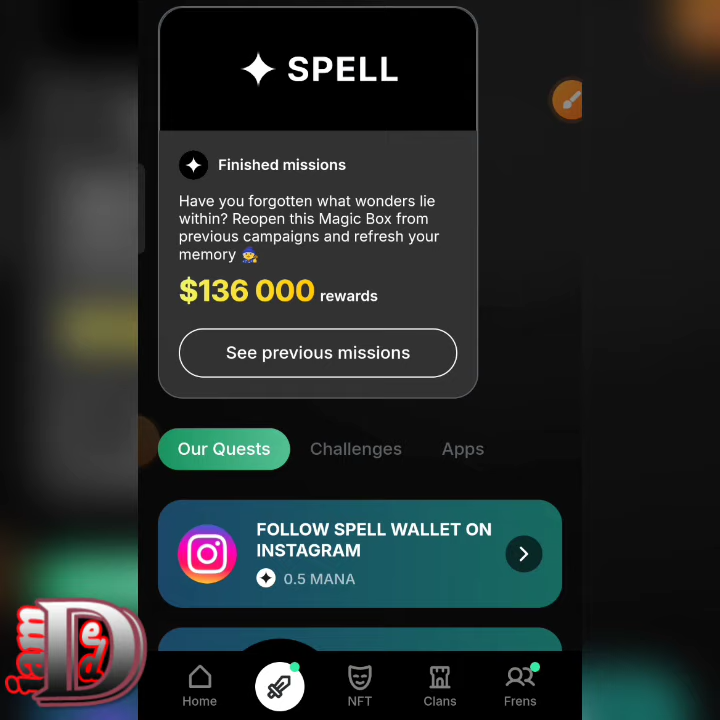 SPELL
Finished missions
Have you forgotten what wonders lie
within? Reopen this Magic Box from
previous campaigns and refresh your
memory 🧙
$136 000 rewards
See previous missions
Our Quests Challenges Apps
FOLLOW SPELL WALLET ON
INSTAGRAM
0.5 MANA
Home NFT Clans Frens
D